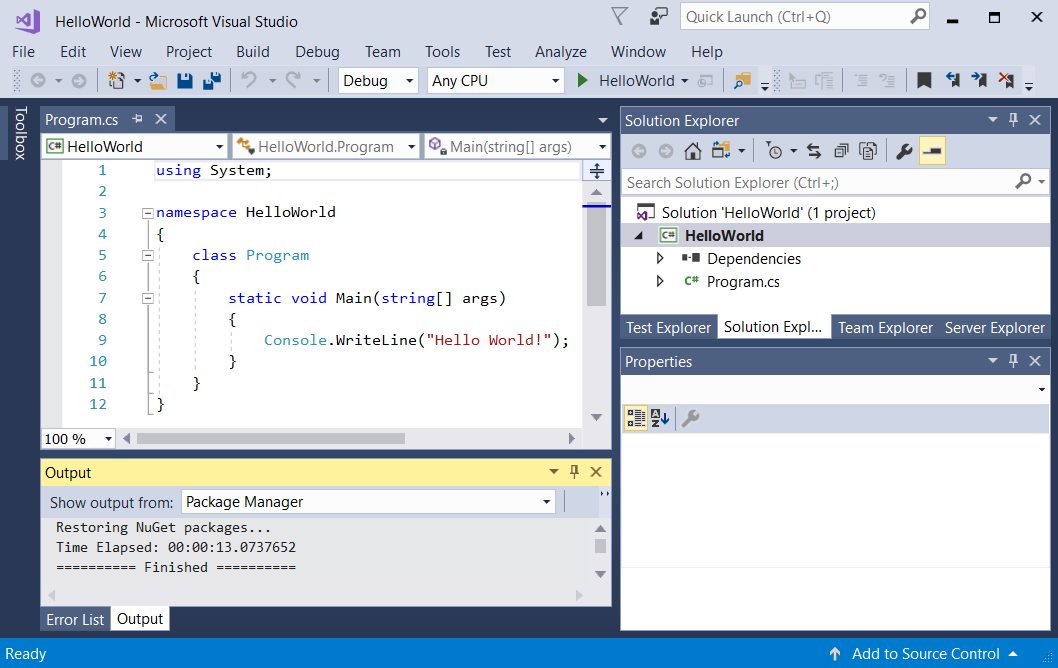 HelloWorld - Microsoft Visual Studio
Quick Launch (Ctrl+Q)
File Edit View Project Build Debug Team Tools Test Analyze Window Help
Debug Any CPU HelloWorld
Toolbox
Program.cs
C# HelloWorld HelloWorld.Program Main(string[] args)
1 using System;
2
3 namespace HelloWorld
4 {
5 class Program
6 {
7 static void Main(string[] args)
8 {
9 Console.WriteLine("Hello World!");
10 }
11 }
12 }
100 %
Output
Show output from: Package Manager
Restoring NuGet packages...
Time Elapsed: 00:00:13.0737652
========== Finished ==========
Error List Output
Solution Explorer
Search Solution Explorer (Ctrl+;)
Solution 'HelloWorld' (1 project)
C# HelloWorld
Dependencies
C# Program.cs
Test Explorer Solution Expl... Team Explorer Server Explorer
Properties
AZ
Ready Add to Source Control